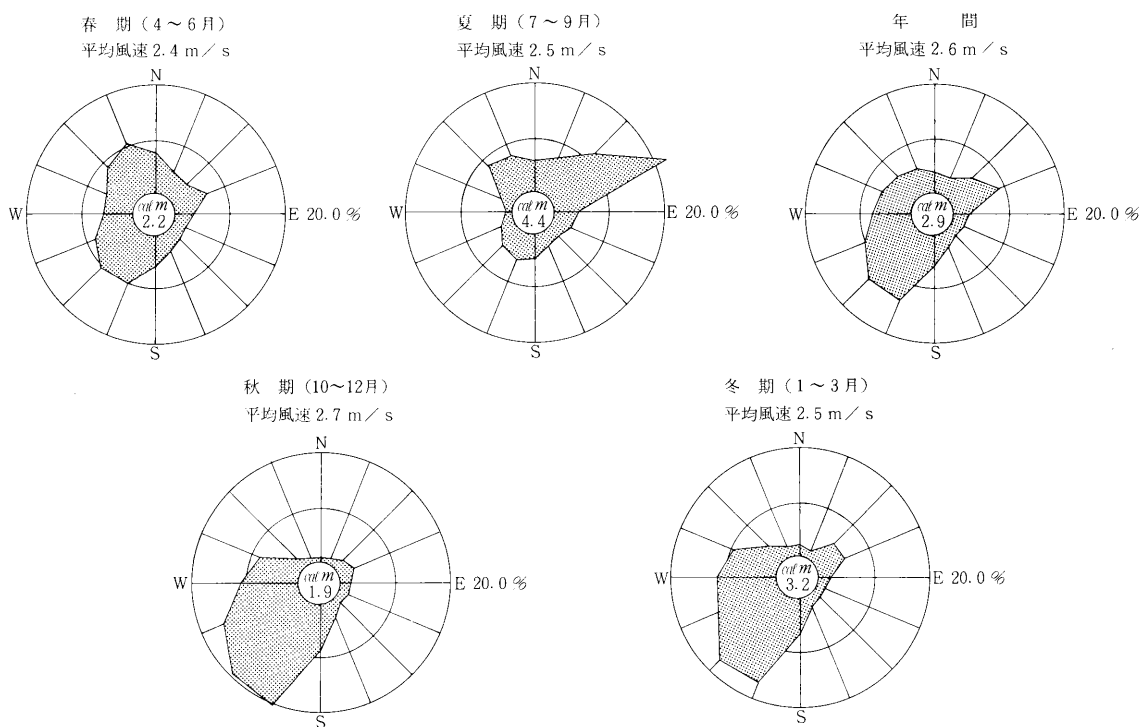 春 期 (4~6月)
平均風速 2.4 m/s
N
W
E 20.0 %
S
calm
2.2
夏 期 (7~9月)
平均風速 2.5 m/s
N
W
E 20.0 %
S
calm
4.4
年 間
平均風速 2.6 m/s
N
W
E 20.0 %
S
calm
2.9
秋 期 (10~12月)
平均風速 2.7 m/s
N
W
E 20.0 %
S
calm
1.9
冬 期 (1~3月)
平均風速 2.5 m/s
N
W
E 20.0 %
S
calm
3.2